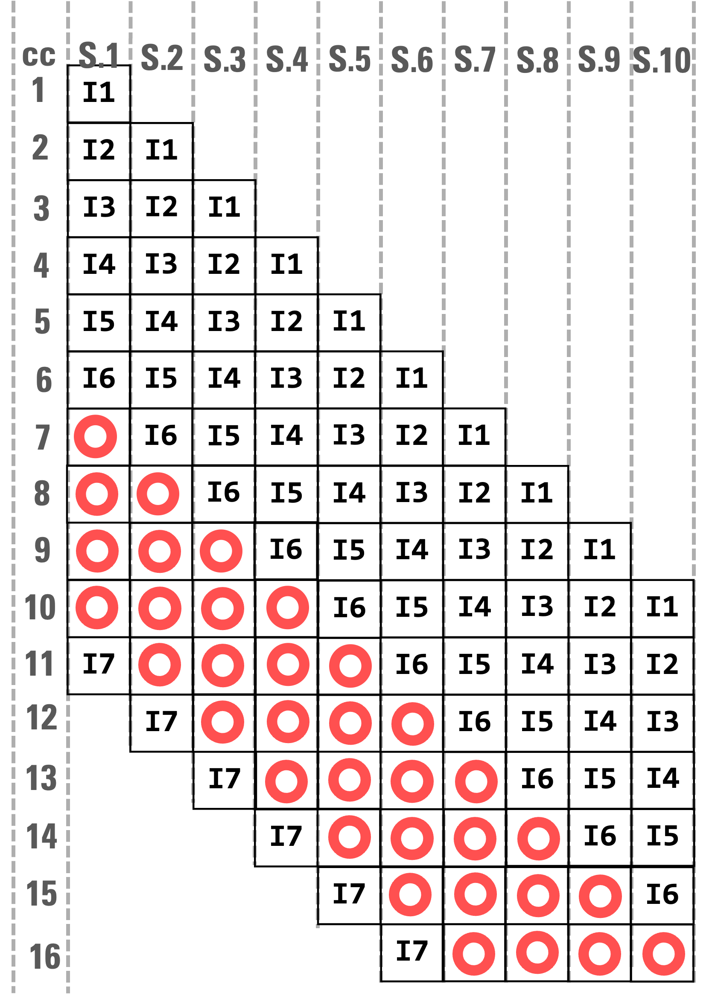 cc S.1 S.2 S.3 S.4 S.5 S.6 S.7 S.8 S.9 S.10
1 I1
2 I2 I1
3 I3 I2 I1
4 I4 I3 I2 I1
5 I5 I4 I3 I2 I1
6 I6 I5 I4 I3 I2 I1
7 I6 I5 I4 I3 I2 I1
8 I6 I5 I4 I3 I2 I1
9 I6 I5 I4 I3 I2 I1
10 I6 I5 I4 I3 I2 I1
11 I7 I6 I5 I4 I3 I2
12 I7 I6 I5 I4 I3
13 I7 I6 I5 I4
14 I7 I6 I5
15 I7 I6
16 I7